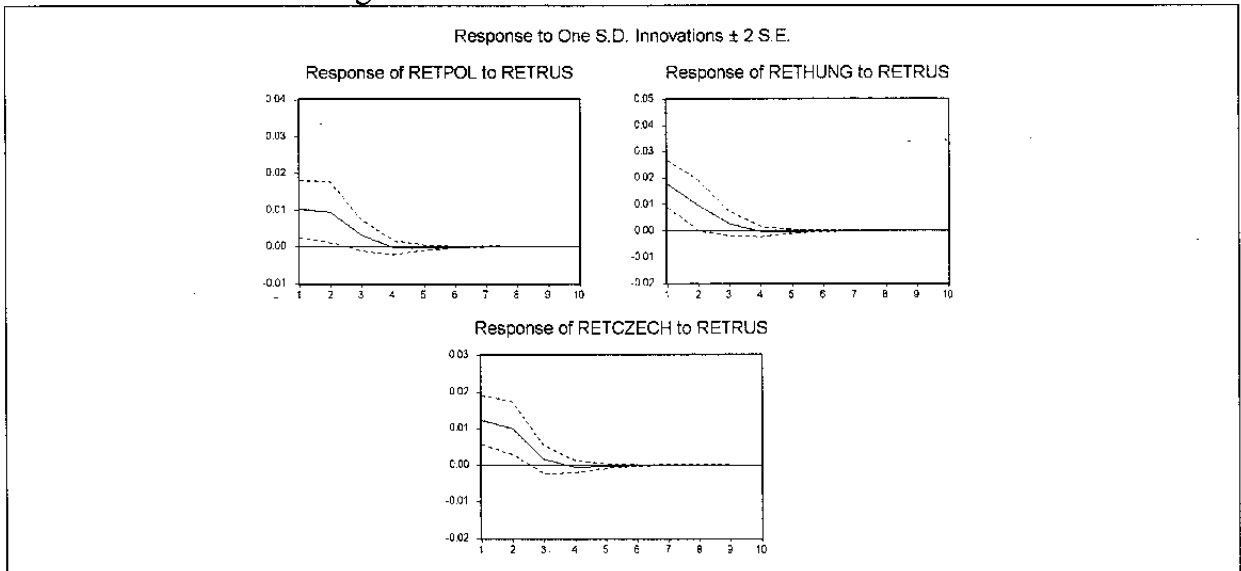 Response to One S.D. Innovations ± 2 S.E.
Response of RETPOL to RETRUS
0.04
0.03
0.02
0.01
0.00
-0.01
1 2 3 4 5 6 7 8 9 10
Response of RETHUNG to RETRUS
0.05
0.04
0.03
0.02
0.01
0.00
-0.01
-0.02
1 2 3 4 5 6 7 8 9 10
Response of RETCZECH to RETRUS
0.03
0.02
0.01
0.00
-0.01
-0.02
1 2 3 4 5 6 7 8 9 10